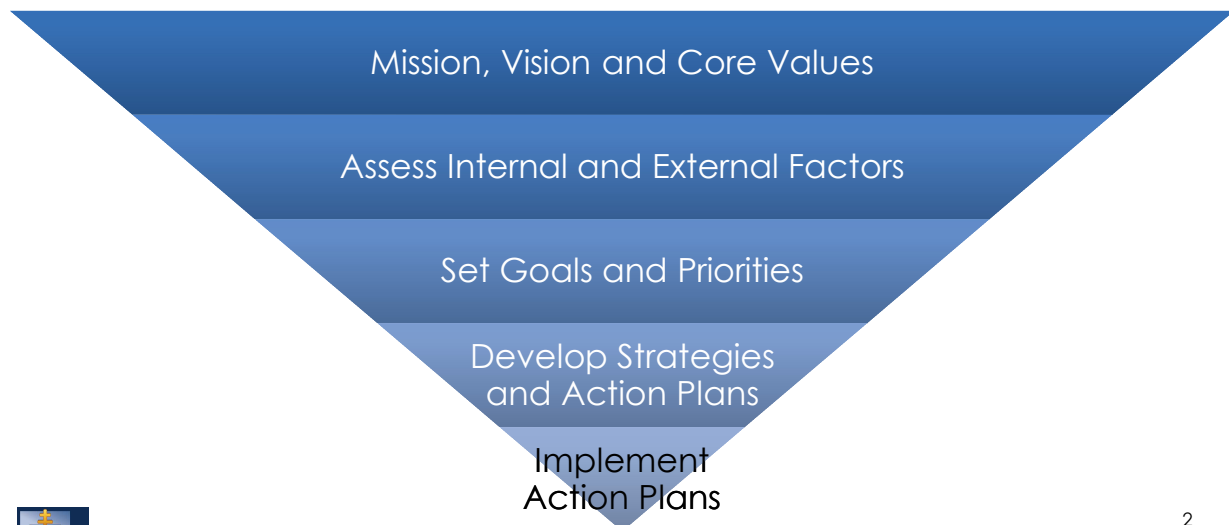 Mission, Vision and Core Values
Assess Internal and External Factors
Set Goals and Priorities
Develop Strategies
and Action Plans
Implement
Action Plans
2